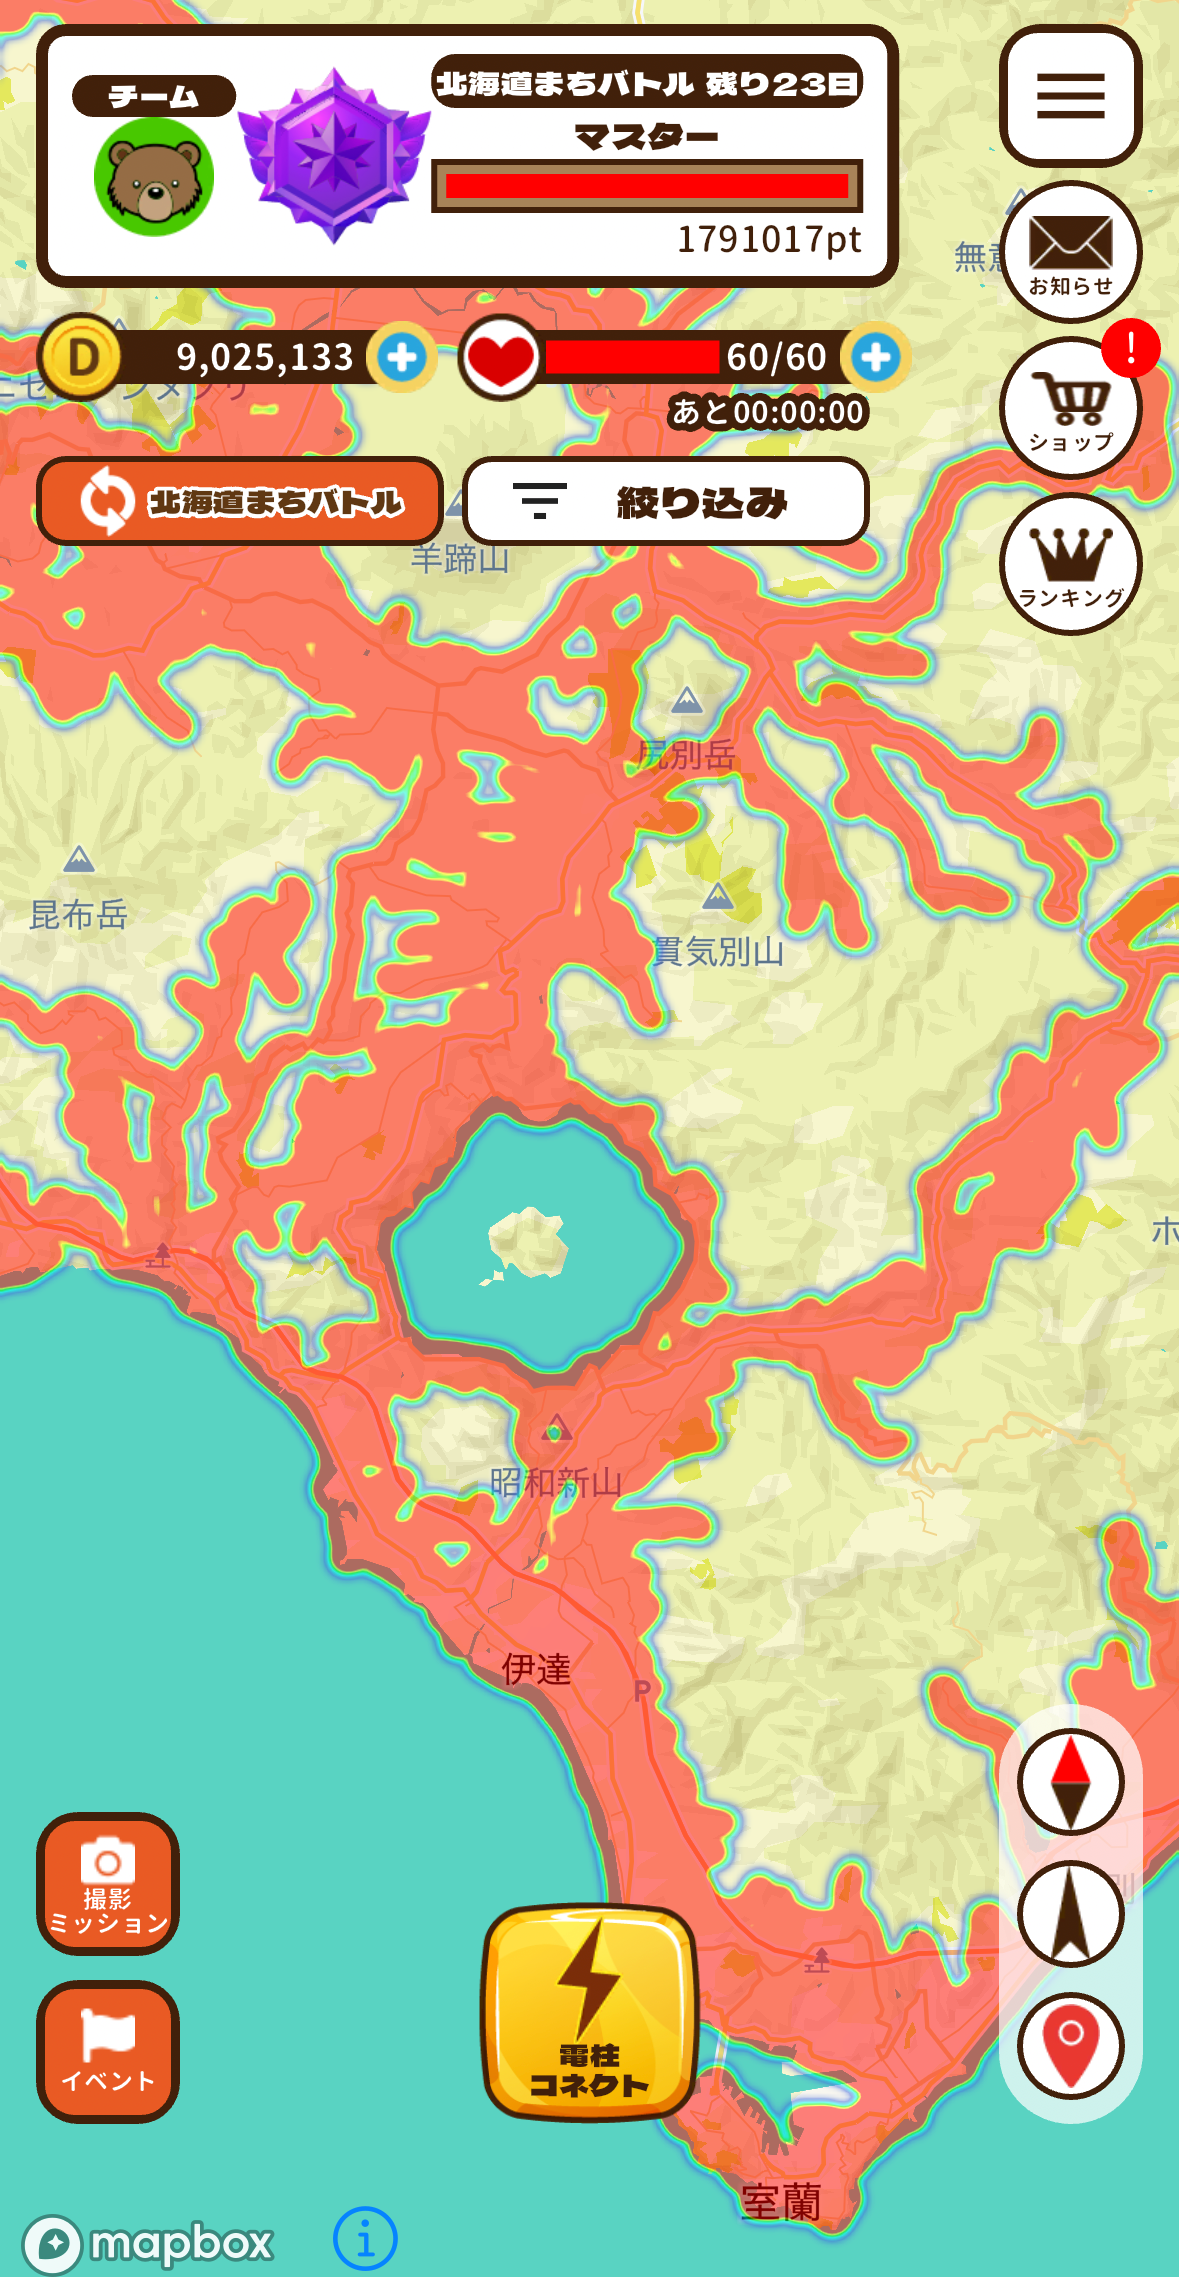 チーム
北海道まちバトル 残り23日
マスター
1791017pt
お知らせ
D
9,025,133
60/60
あと00:00:00
!
ショップ
北海道まちバトル
絞り込み
ランキング
羊蹄山
尻別岳
昆布岳
貫気別山
ホ
昭和新山
伊達
P
撮影
ミッション
イベント
電柱
コネクト
室蘭
mapbox
i